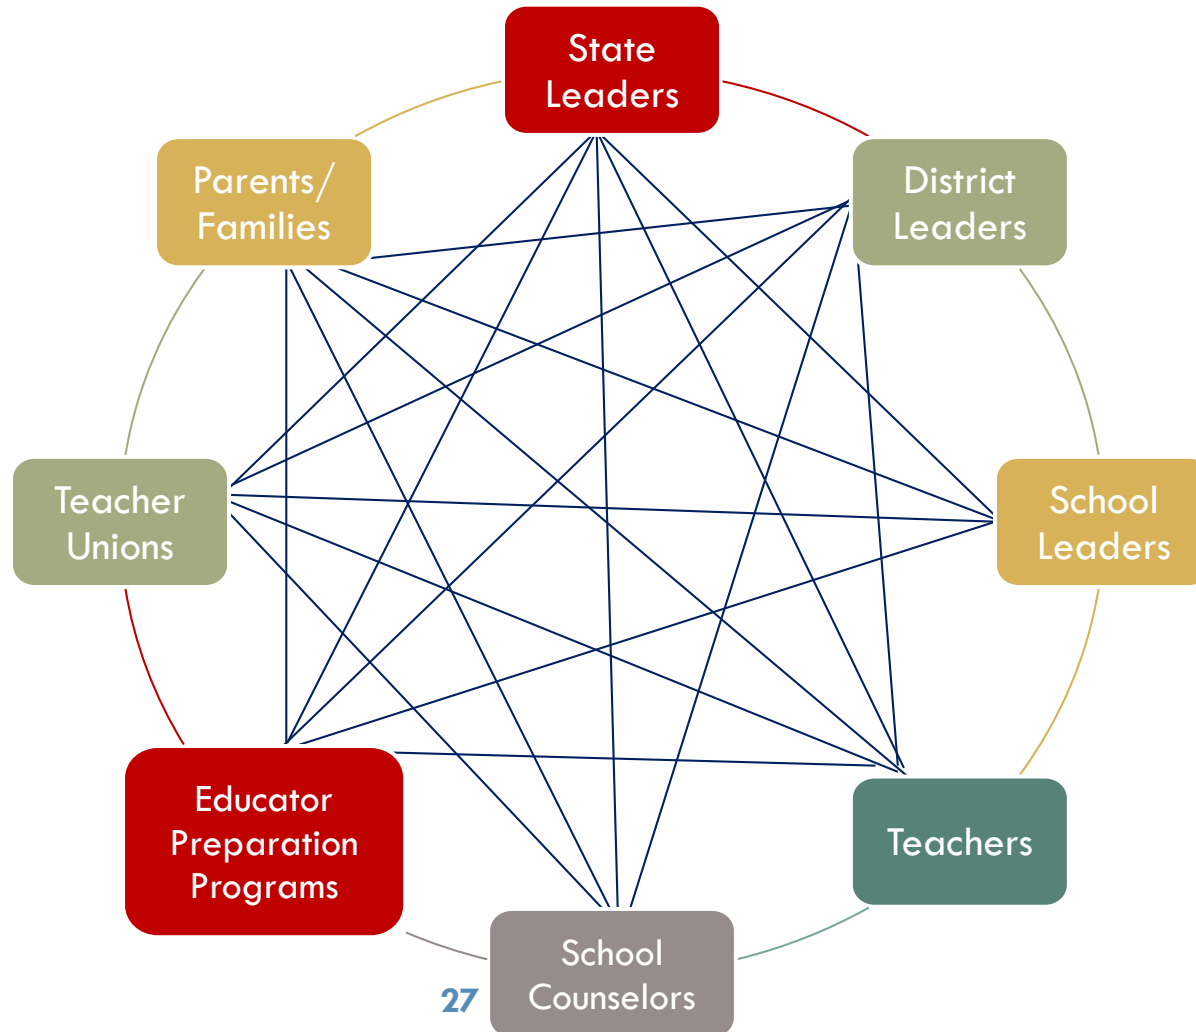 State
Leaders
Parents/
Families
District
Leaders
Teacher
Unions
School
Leaders
Educator
Preparation
Programs
Teachers
School
Counselors
27